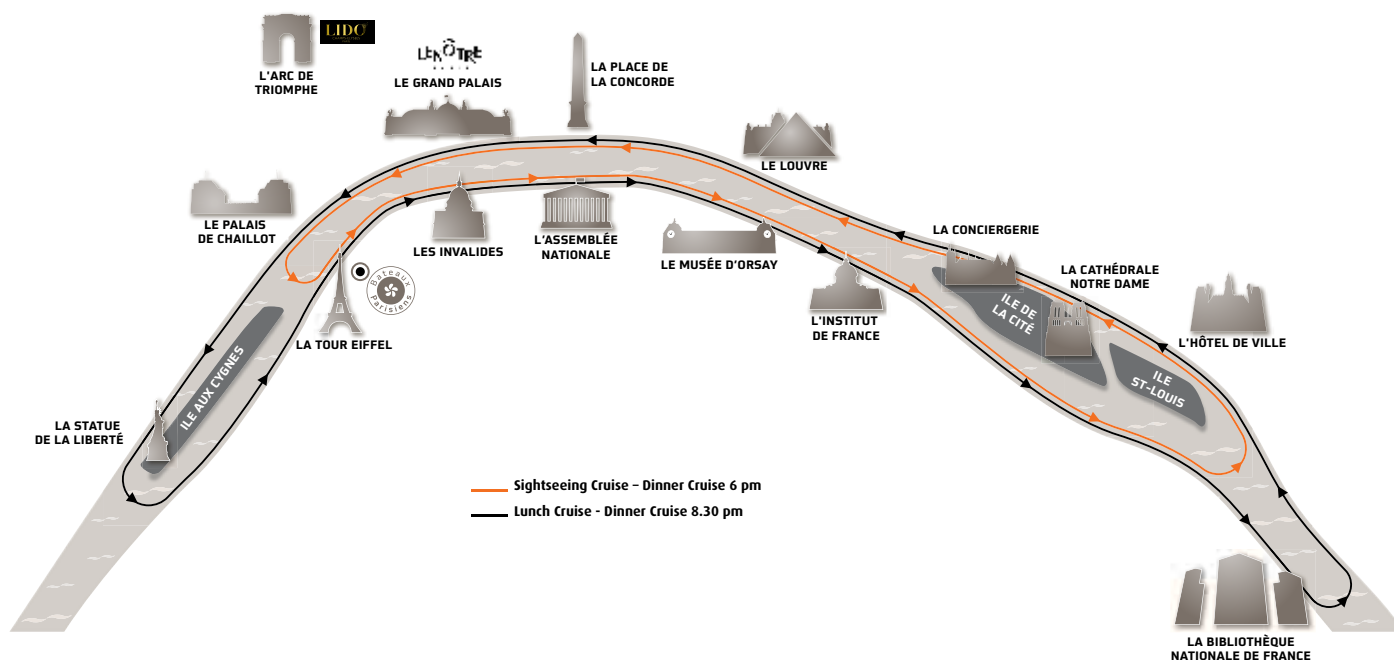 LIDO
L'ARC DE
TRIOMPHE
LENÔTRE
LE GRAND PALAIS
LA PLACE DE
LA CONCORDE
LE LOUVRE
LE PALAIS
DE CHAILLOT
LES INVALIDES
L'ASSEMBLÉE
NATIONALE
LE MUSÉE D'ORSAY
LA CONCIERGERIE
LA CATHÉDRALE
NOTRE DAME
ILE DE
LA CITÉ
L'INSTITUT
DE FRANCE
Bateaux
Parisiens
LA TOUR EIFFEL
L'HÔTEL DE VILLE
ILE
ST-LOUIS
ILE AUX CYGNES
LA STATUE
DE LA LIBERTÉ
Sightseeing Cruise – Dinner Cruise 6 pm
Lunch Cruise - Dinner Cruise 8.30 pm
LA BIBLIOTHÈQUE
NATIONALE DE FRANCE